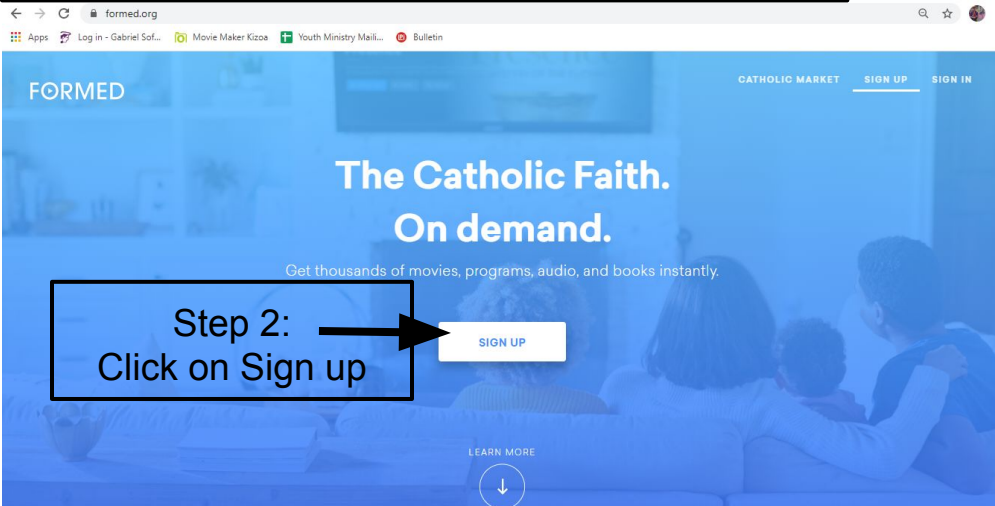 formed.org
Apps Log in - Gabriel Sof... Movie Maker Kizoa Youth Ministry Maili... Bulletin
FORMED
CATHOLIC MARKET SIGN UP SIGN IN
The Catholic Faith.
On demand.
Get thousands of movies, programs, audio, and books instantly.
Step 2:
Click on Sign up
SIGN UP
LEARN MORE